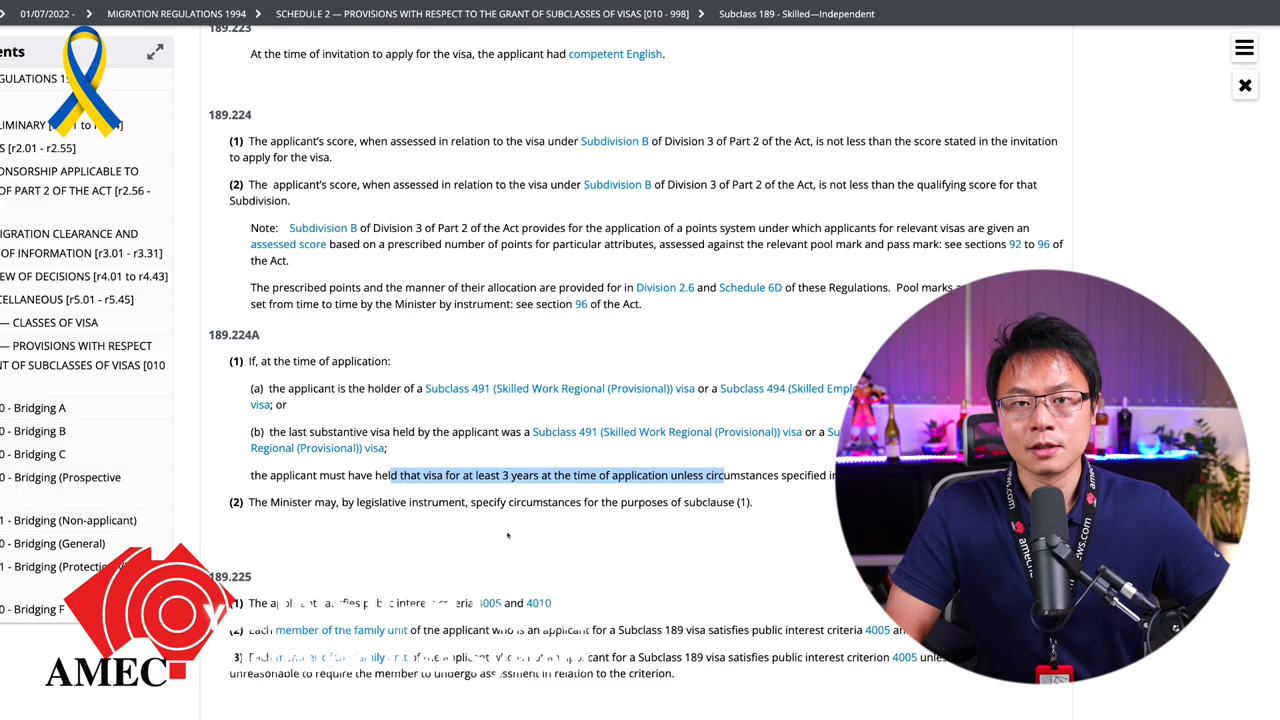 01/07/2022 - > MIGRATION REGULATIONS 1994 > SCHEDULE 2 — PROVISIONS WITH RESPECT TO THE GRANT OF SUBCLASSES OF VISAS [010 - 998] > Subclass 189 - Skilled—Independent
ents
GULATIONS
LIMINARY
S [r2.01 - r2.55]
ONSORSHIP APPLICABLE TO
OF PART 2 OF THE ACT [r2.56 -
IGRATION CLEARANCE AND
OF INFORMATION [r3.01 - r3.31]
EW OF DECISIONS [r4.01 to r4.43]
CELLANEOUS [r5.01 - r5.45]
— CLASSES OF VISA
— PROVISIONS WITH RESPECT
NT OF SUBCLASSES OF VISAS [010
0 - Bridging A
0 - Bridging B
0 - Bridging C
0 - Bridging (Prospective
1 - Bridging (Non-applicant)
0 - Bridging (General)
1 - Bridging
0 - Bridging F
AMEC
189.223
At the time of invitation to apply for the visa, the applicant had competent English.
189.224
(1) The applicant's score, when assessed in relation to the visa under Subdivision B of Division 3 of Part 2 of the Act, is not less than the score stated in the invitation
to apply for the visa.
(2) The applicant's score, when assessed in relation to the visa under Subdivision B of Division 3 of Part 2 of the Act, is not less than the qualifying score for that
Subdivision.
Note: Subdivision B of Division 3 of Part 2 of the Act provides for the application of a points system under which applicants for relevant visas are given an
assessed score based on a prescribed number of points for particular attributes, assessed against the relevant pool mark and pass mark: see sections 92 to 96 of
the Act.
The prescribed points and the manner of their allocation are provided for in Division 2.6 and Schedule 6D of these Regulations. Pool marks
set from time to time by the Minister by instrument: see section 96 of the Act.
189.224A
(1) If, at the time of application:
(a) the applicant is the holder of a Subclass 491 (Skilled Work Regional (Provisional)) visa or a Subclass 494 (Skilled
visa; or
(b) the last substantive visa held by the applicant was a Subclass 491 (Skilled Work Regional (Provisional)) visa or a
Regional (Provisional)) visa;
the applicant must have held that visa for at least 3 years at the time of application unless circumstances specified
(2) The Minister may, by legislative instrument, specify circumstances for the purposes of subclause (1).
189.225
The applicant satisfies public interest criteria 4005 and 4010
Each member of the family unit of the applicant who is an applicant for a Subclass 189 visa satisfies public interest criteria 4005
Each member of the family unit of the applicant who is an applicant for a Subclass 189 visa satisfies public interest criterion 4005
unreasonable to require the member to undergo assessment in relation to the criterion.